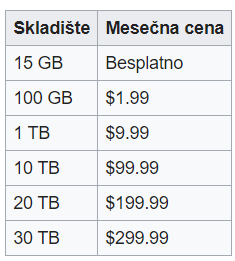 Skladište Mesečna cena
15 GB Besplatno
100 GB $1.99
1 TB $9.99
10 TB $99.99
20 TB $199.99
30 TB $299.99